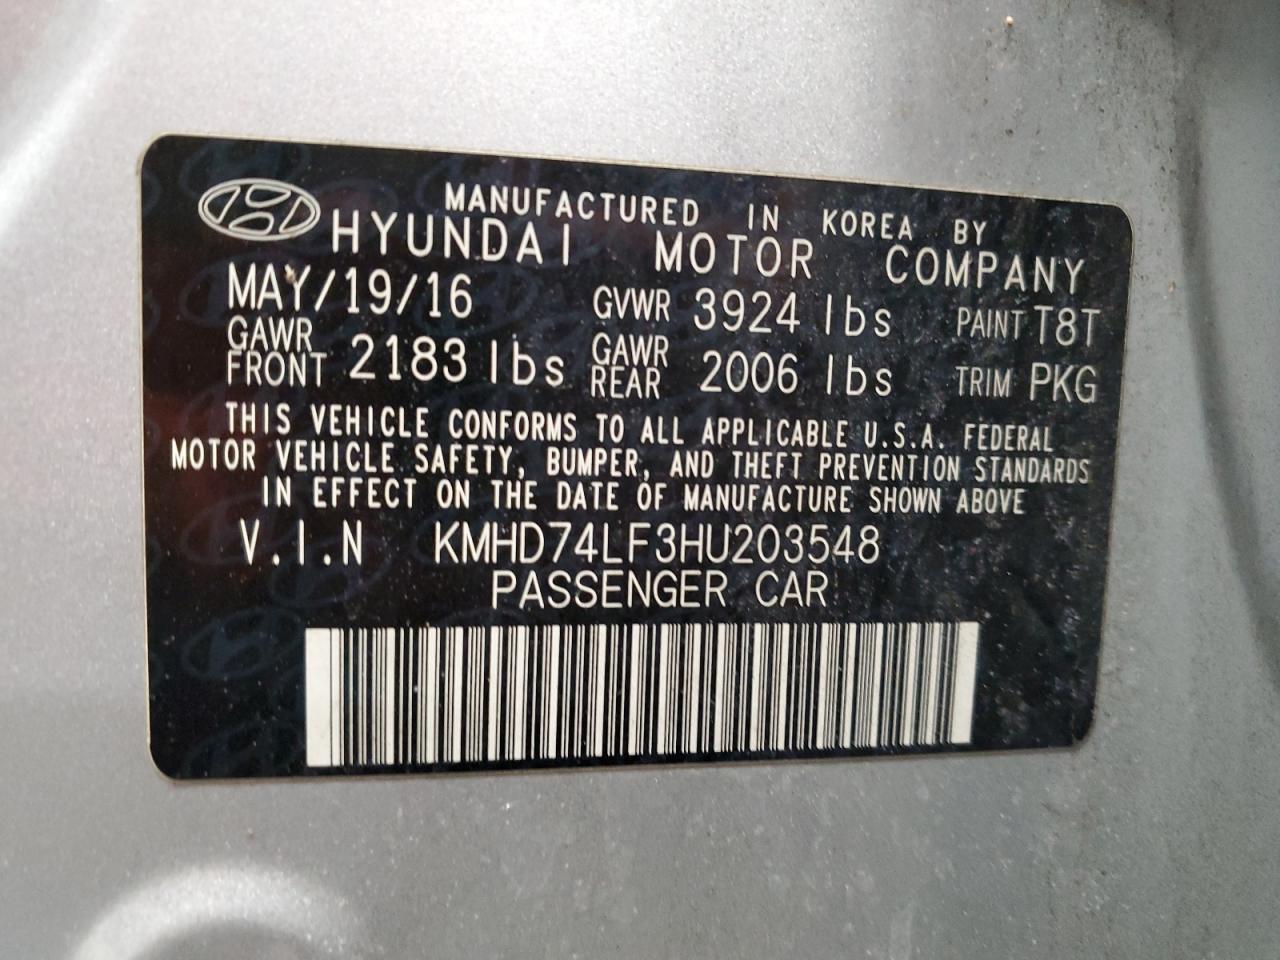 MANUFACTURED IN KOREA BY
HYUNDAI MOTOR COMPANY
MAY/19/16 GVWR 3924 lbs PAINT T8T
GAWR FRONT 2183 lbs GAWR REAR 2006 lbs TRIM PKG
THIS VEHICLE CONFORMS TO ALL APPLICABLE U.S.A. FEDERAL
MOTOR VEHICLE SAFETY, BUMPER, AND THEFT PREVENTION STANDARDS
IN EFFECT ON THE DATE OF MANUFACTURE SHOWN ABOVE
V.I.N KMHD74LF3HU203548
PASSENGER CAR